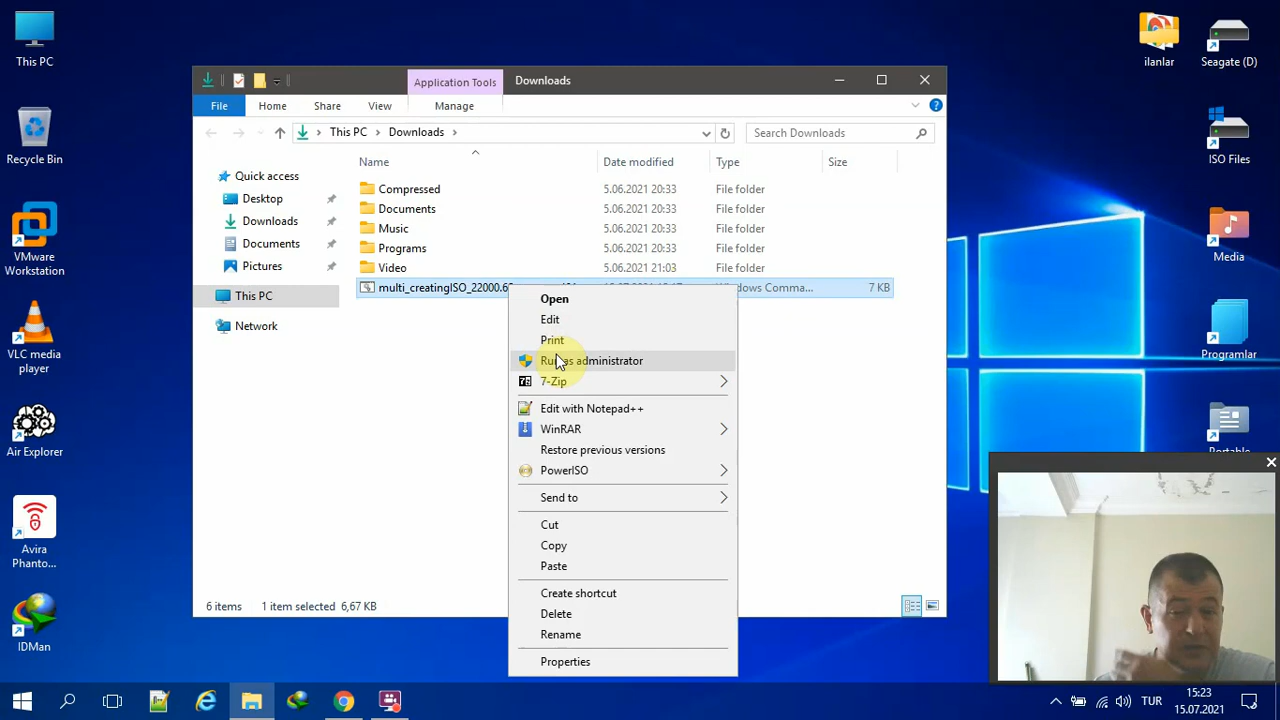 This PC
Recycle Bin
VMware
Workstation
VLC media
player
Air Explorer
Avira
Phanto...
IDMan
Application Tools
Downloads
File
Home
Share
View
Manage
This PC
Downloads
Search Downloads
Name
Date modified
Type
Size
Quick access
Desktop
Downloads
Documents
Pictures
This PC
Network
Compressed
5.06.2021 20:33
File folder
Documents
5.06.2021 20:33
File folder
Music
5.06.2021 20:33
File folder
Programs
5.06.2021 20:33
File folder
Video
5.06.2021 21:03
File folder
7 KB
Open
Edit
Print
Run as administrator
7-Zip
Edit with Notepad++
WinRAR
Restore previous versions
PowerISO
Send to
Cut
Copy
Paste
Create shortcut
Delete
Rename
Properties
6 items
1 item selected 6,67 KB
ilanlar
Seagate (D)
ISO Files
Media
Programlar
Portable
TUR
15:23
15.07.2021